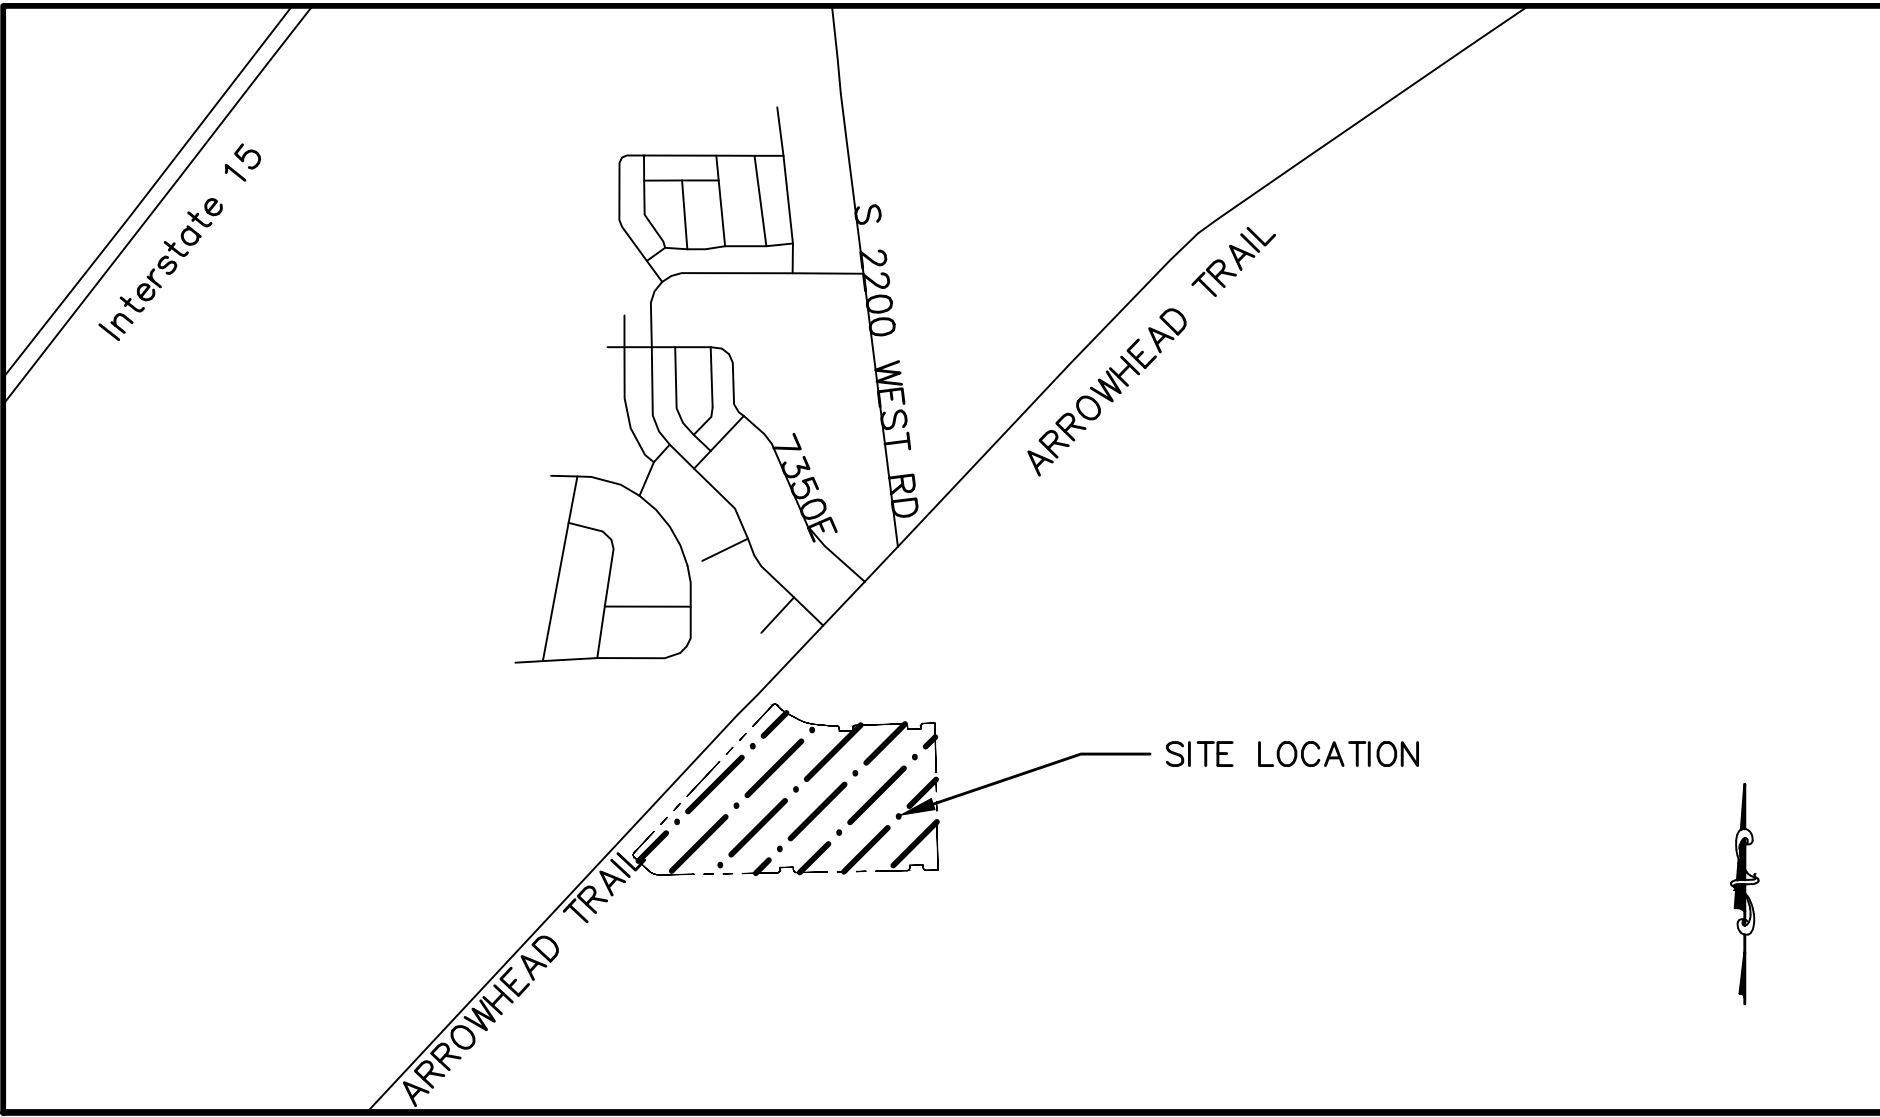 Interstate 15
S 2200 WEST RD
ARROWHEAD TRAIL
7350E
SITE LOCATION
ARROWHEAD TRAIL